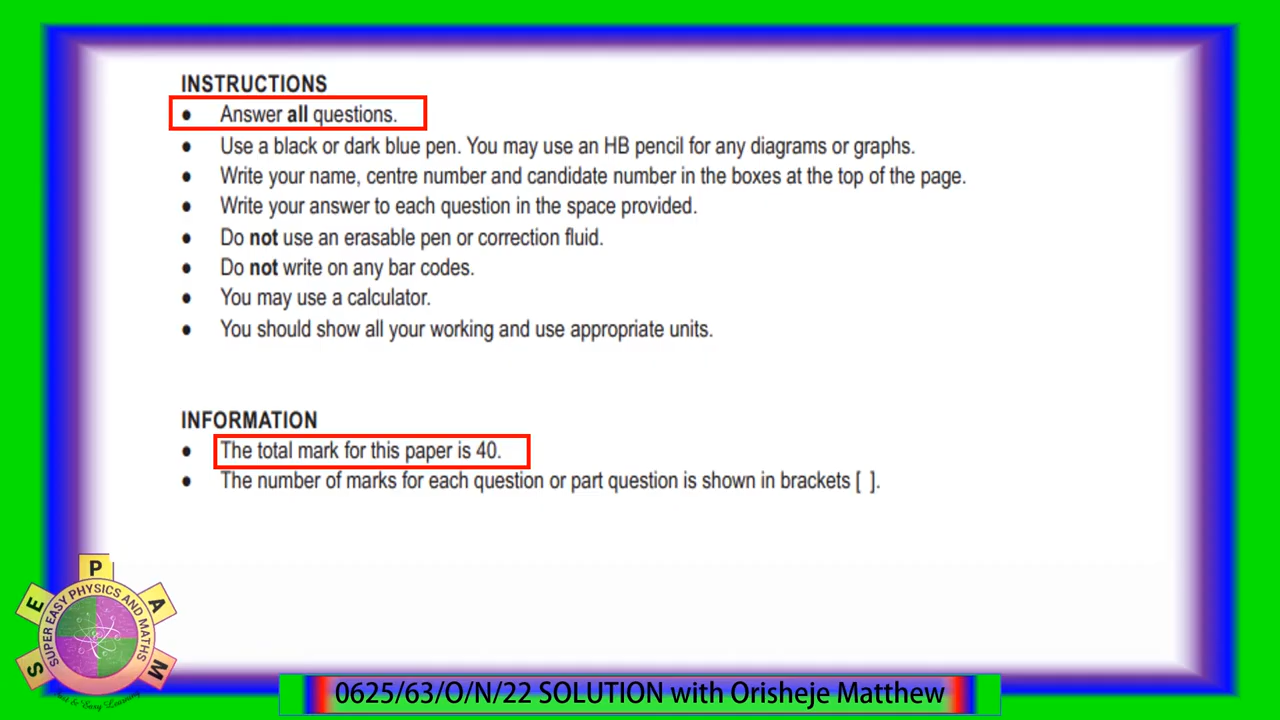 INSTRUCTIONS
● Answer all questions.
● Use a black or dark blue pen. You may use an HB pencil for any diagrams or graphs.
● Write your name, centre number and candidate number in the boxes at the top of the page.
● Write your answer to each question in the space provided.
● Do not use an erasable pen or correction fluid.
● Do not write on any bar codes.
● You may use a calculator.
● You should show all your working and use appropriate units.
INFORMATION
● The total mark for this paper is 40.
● The number of marks for each question or part question is shown in brackets [ ].
S E P A M
SUPER EASY PHYSICS AND MATHS
& Easy Learning
0625/63/O/N/22 SOLUTION with Orisheje Matthew